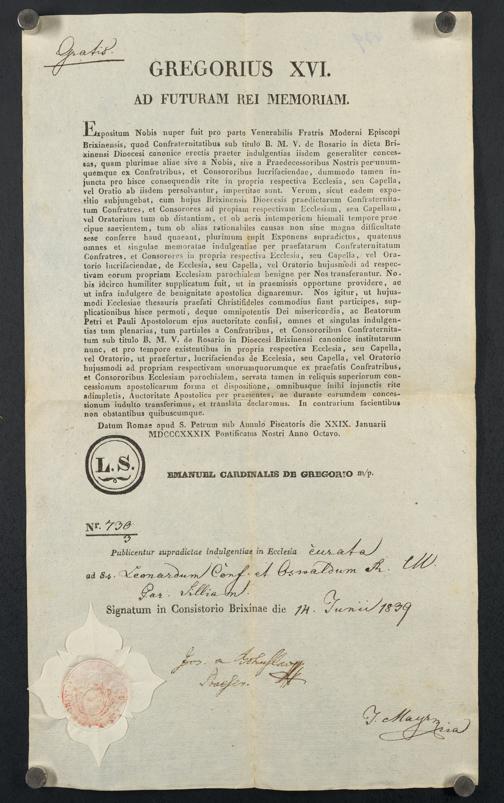 Gratis.
GREGORIUS XVI.
AD FUTURAM REI MEMORIAM.
Expositum Nobis nuper fuit pro parte Venerabilis Fratris Moderni Episcopi
Brixinensis, quod Confraternitatibus sub titulo B. M. V. de Rosario in dicta Bri-
xinensi Dioecesi canonice erectis praeter indulgentias iisdem generaliter conces-
sas, quam plurimae aliae sive a Nobis, sive a Praedecessoribus Nostris per unum-
quemque ex Confratribus, et Consororibus lucrifaciendae, dummodo tamen in-
juncta pro hisce consequendis rite in propria respectiva Ecclesia, seu Capella,
vel Oratio ab iisdem persolvantur, impertitae sunt. Verum, sicut eadem expo-
sitio subjungebat, cum hujus Brixinensis Dioecesis praedictarum Confraternita-
tum Confratres, et Consorores ad propiam respectivam Ecclesiam, seu Capellam,
vel Oratorium tum ob distantiam, et ob aeris intemperiem hiemali tempore prae-
cipue saevientem, tum ob alias rationabiles causas non sine magna difficultate
sese conferre haud queant, plurimum cupit Exponens supradictus, quatenus
omnes et singulae memoratae indulgentiae per praefatarum Confraternitatum
Confratres, et Consorores in propria respectiva Ecclesia, seu Capella, vel Ora-
torio lucrifaciendae, de Ecclesia, seu Capella, vel Oratorio hujusmodi ad respec-
tivam eorum propriam Ecclesiam parochialem benigne per Nos transferantur. No-
bis idcirco humiliter supplicatum fuit, ut in praemissis opportune providere, ac
ut infra indulgere de benignitate apostolica dignaremur. Nos igitur, ut hujus-
modi Ecclesiae thesauris praefati Christifideles commodius fiant participes, sup-
plicationibus hisce permoti, deque omnipotentis Dei misericordia, ac Beatorum
Petri et Pauli Apostolorum ejus auctoritate confisi, omnes et singulas indulgen-
tias tum plenarias, tum partiales a Confratribus, et Consororibus Confraternita-
tum sub titulo B. M. V. de Rosario in Dioecesi Brixinensi canonice institutarum
nunc, et pro tempore existentibus in propria respectiva Ecclesia, seu Capella,
vel Oratorio, ut praefertur, lucrifaciendas de Ecclesia, seu Capella, vel Oratorio
hujusmodi ad propriam respectivam unorumquorumque ex praefatis Confratribus,
et Consororibus Ecclesiam parochialem, servata tamen in reliquis superiorum con-
cessionum apostolicarum forma et dispositione, omnibusque inibi injunctis rite
adimpletis, Auctoritate Apostolica per praesentes, ac durante earumdem conces-
sionum indulto transferimus, et translata declaramus. In contrarium facientibus
non obstantibus quibuscumque.
Datum Romae apud S. Petrum sub Annulo Piscatoris die XXIX. Januarii
MDCCCXXXIX Pontificatus Nostri Anno Octavo.
L. S.
EMANUEL CARDINALIS DE GREGORIO m/p.
Nr. 730
3
Publicentur supradictae indulgentiae in Ecclesia curata
ad Ss. Leonardum Conf. et Oswaldum R. M.
Par. Sillian.
Signatum in Consistorio Brixinae die 14. Junii 1839
Praeses.
J. Mayr